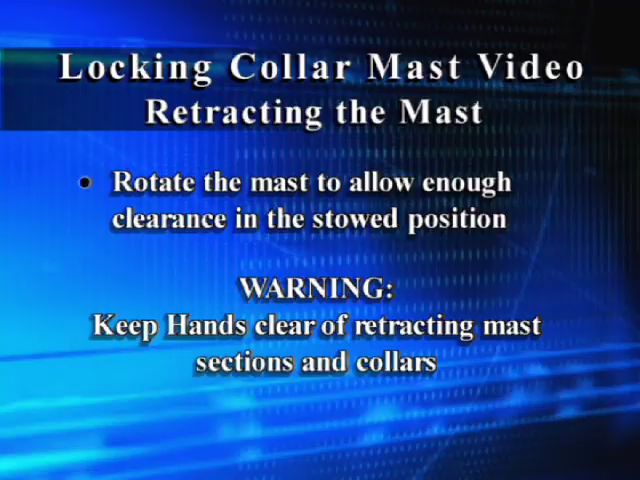 Locking Collar Mast Video
Retracting the Mast
• Rotate the mast to allow enough
clearance in the stowed position
WARNING:
Keep Hands clear of retracting mast
sections and collars